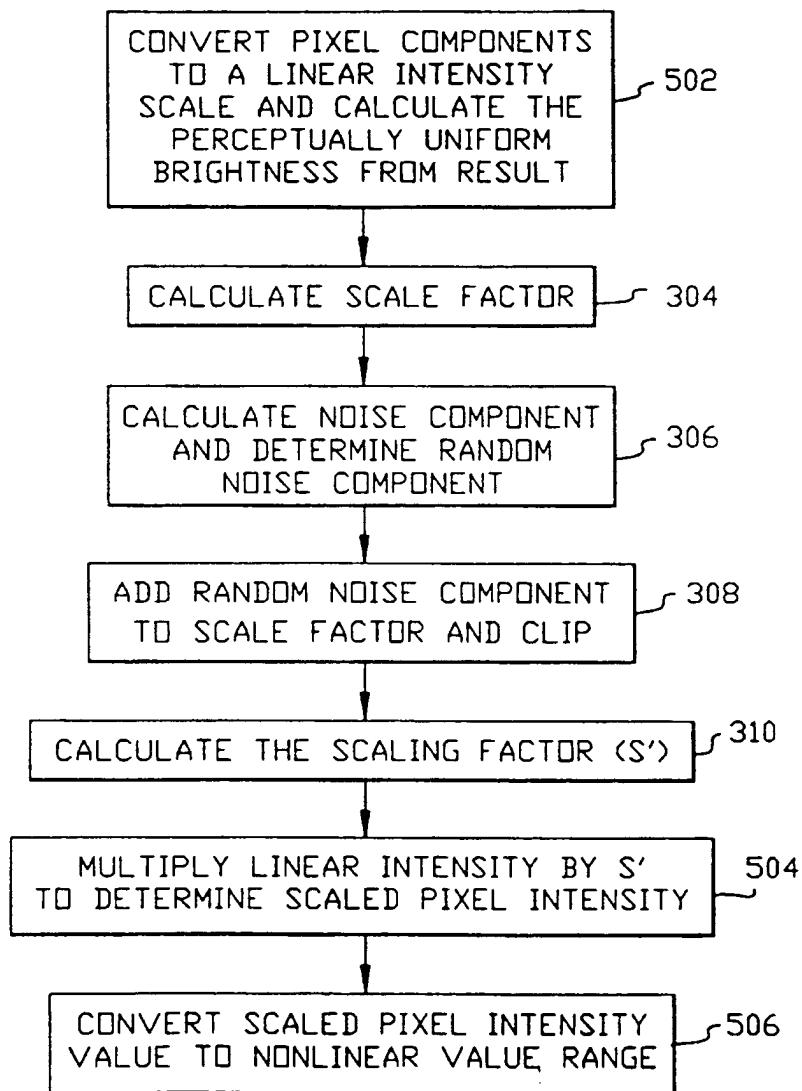 CONVERT PIXEL COMPONENTS
TO A LINEAR INTENSITY
SCALE AND CALCULATE THE
PERCEPTUALLY UNIFORM
BRIGHTNESS FROM RESULT
502
CALCULATE SCALE FACTOR
304
CALCULATE NOISE COMPONENT
AND DETERMINE RANDOM
NOISE COMPONENT
306
ADD RANDOM NOISE COMPONENT
TO SCALE FACTOR AND CLIP
308
CALCULATE THE SCALING FACTOR (S')
310
MULTIPLY LINEAR INTENSITY BY S'
TO DETERMINE SCALED PIXEL INTENSITY
504
CONVERT SCALED PIXEL INTENSITY
VALUE TO NONLINEAR VALUE RANGE
506